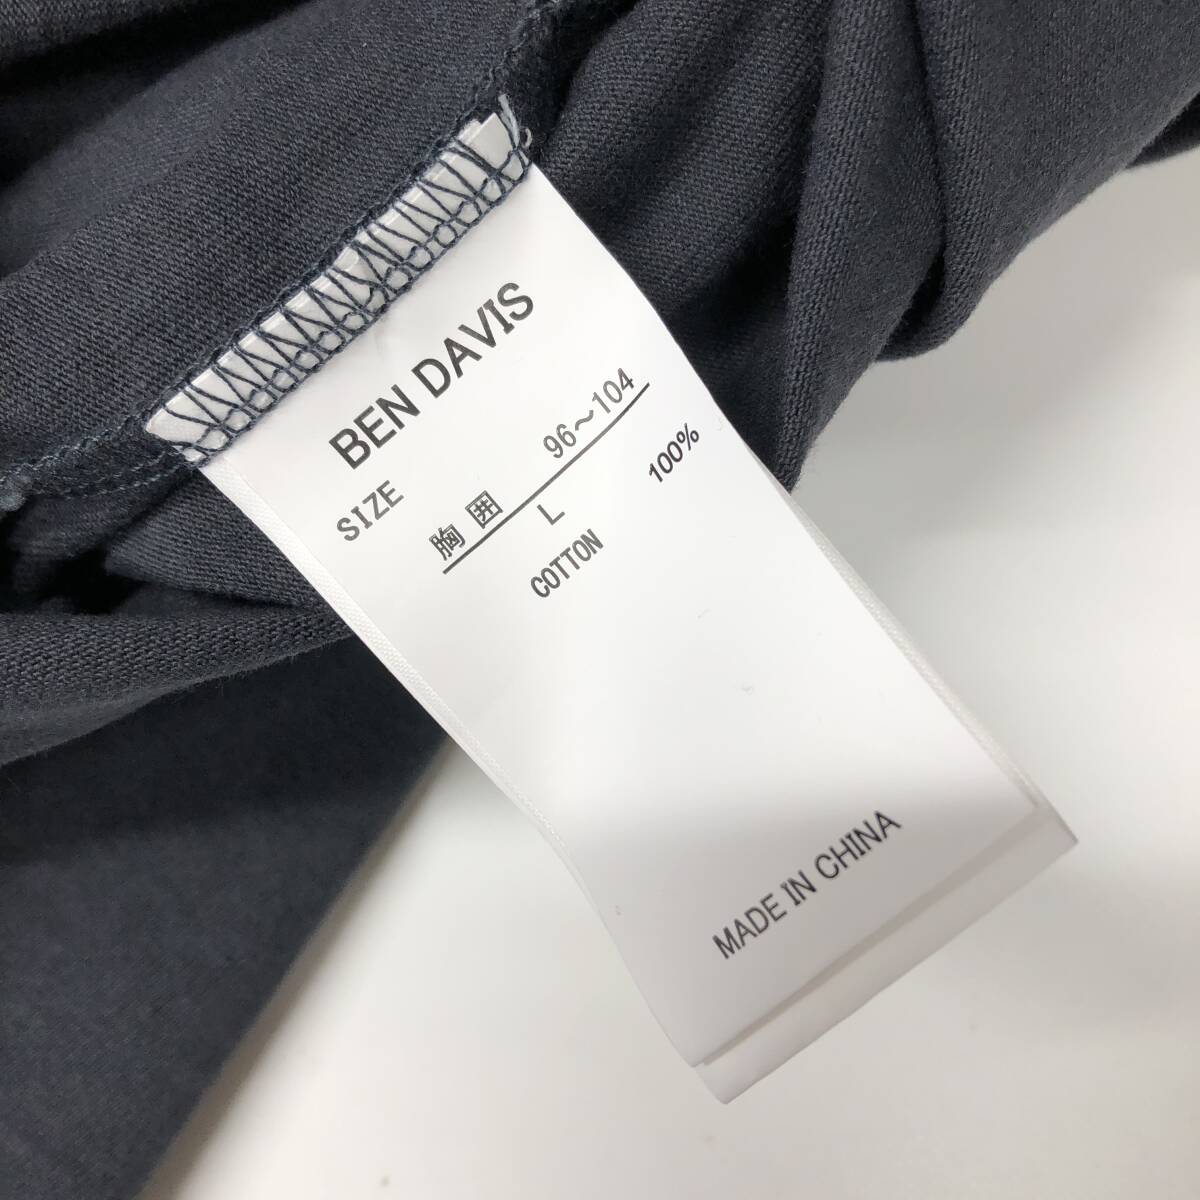 BEN DAVIS
SIZE
胸囲 96～104
L
COTTON 100%
MADE IN CHINA